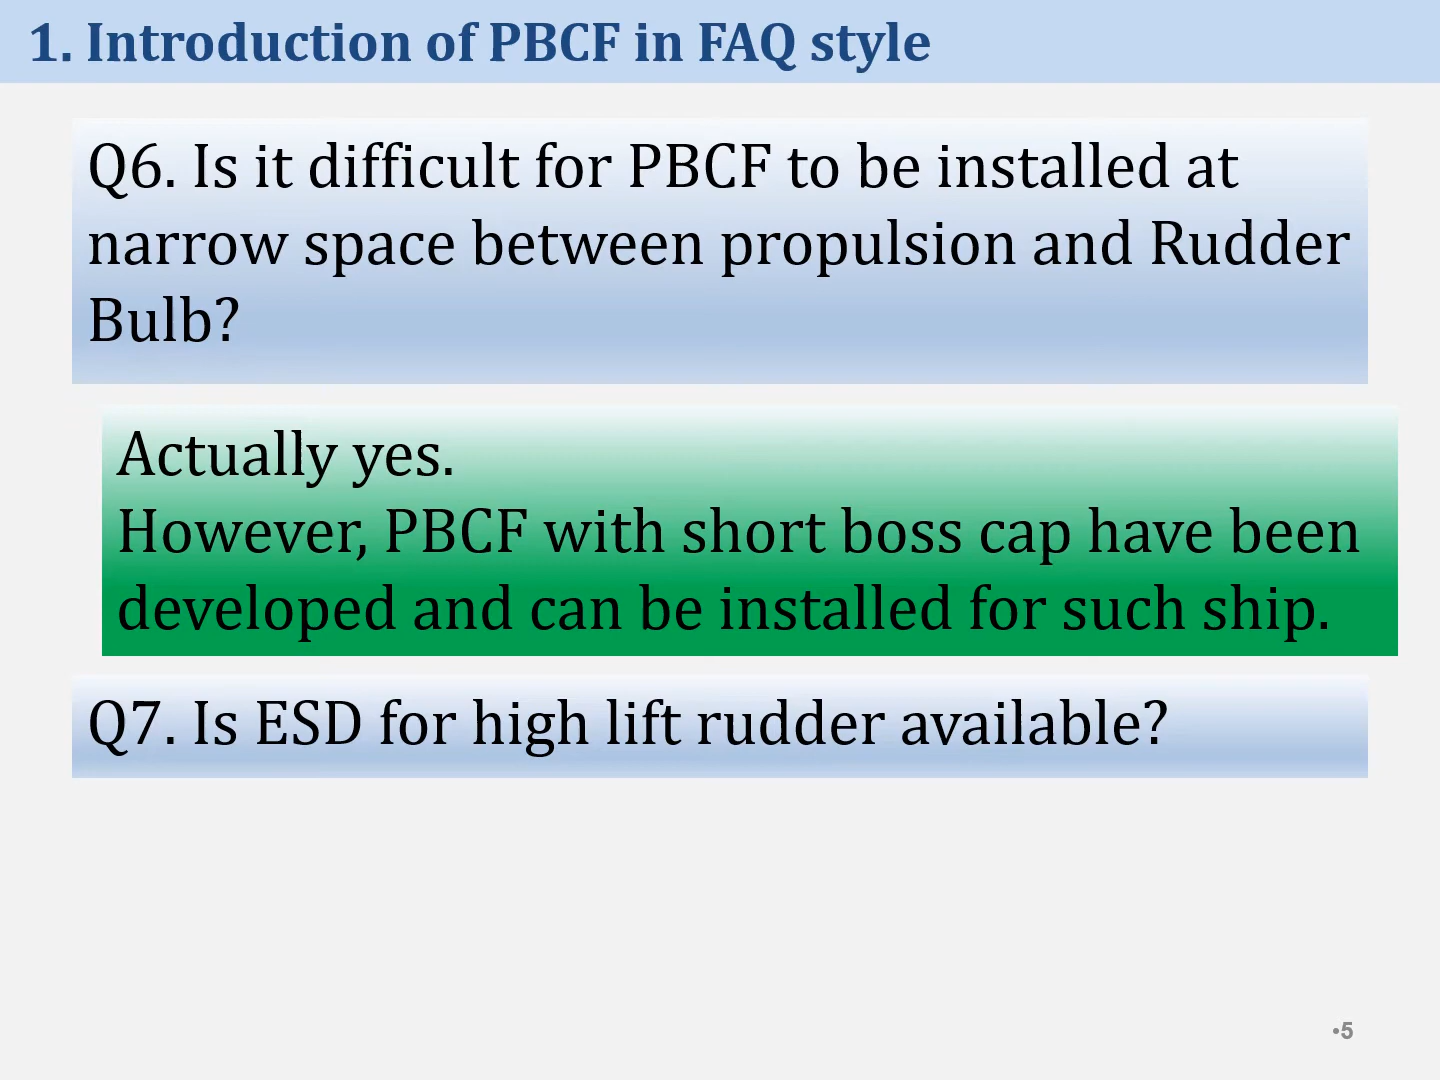 1. Introduction of PBCF in FAQ style
Q6. Is it difficult for PBCF to be installed at
narrow space between propulsion and Rudder
Bulb?
Actually yes.
However, PBCF with short boss cap have been
developed and can be installed for such ship.
Q7. Is ESD for high lift rudder available?
•5